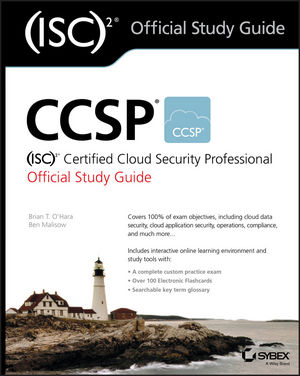 (ISC)²® Official Study Guide
CCSP®
CCSP®
(ISC)²® Certified Cloud Security Professional
Official Study Guide
Brian T. O'Hara
Ben Malisow
Covers 100% of exam objectives, including cloud data
security, cloud application security, operations, compliance,
and much more...
Includes interactive online learning environment and
study tools with:
• A complete custom practice exam
• Over 100 Electronic Flashcards
• Searchable key term glossary
SYBEX
A Wiley Brand